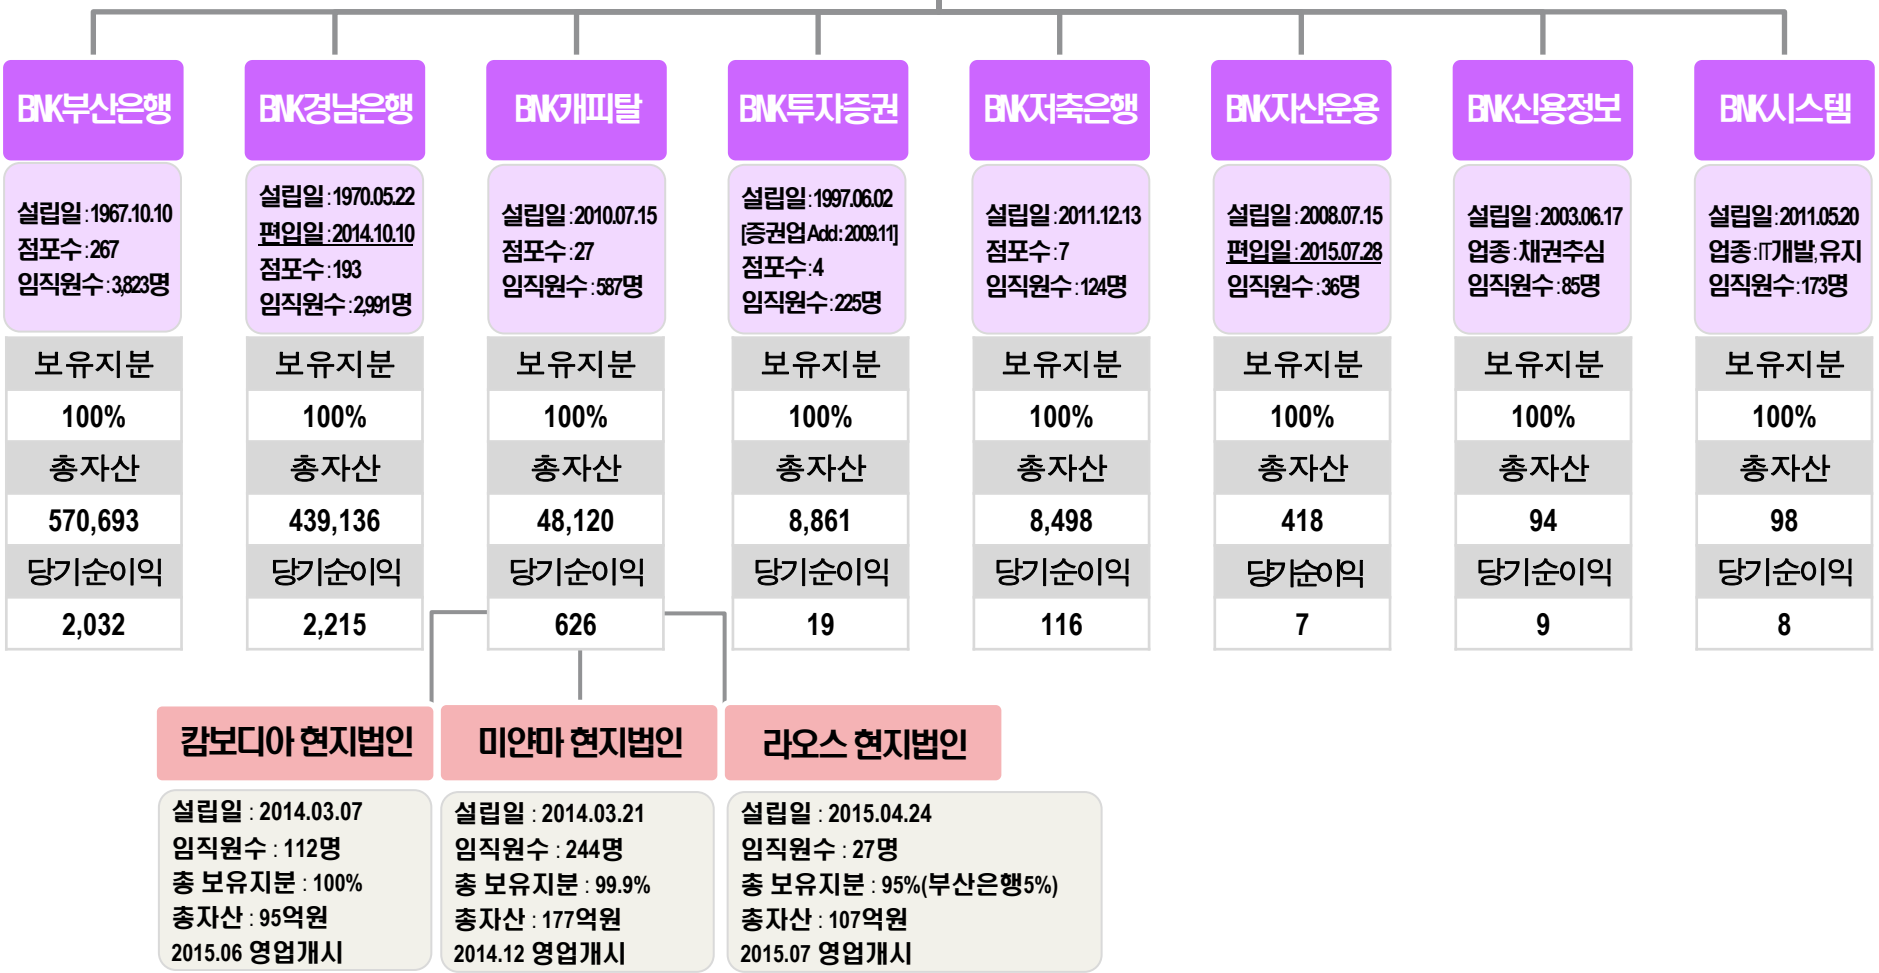 BNK부산은행
설립일 : 1967.10.10
점포수 : 267
임직원수 : 3,823명
보유지분
100%
총자산
570,693
당기순이익
2,032
BNK경남은행
설립일 : 1970.05.22
편입일 : 2014.10.10
점포수 : 193
임직원수 : 2,991명
보유지분
100%
총자산
439,136
당기순이익
2,215
BNK캐피탈
설립일 : 2010.07.15
점포수 : 27
임직원수 : 587명
보유지분
100%
총자산
48,120
당기순이익
626
BNK투자증권
설립일 : 1997.06.02
[증권업 Add : 2009.11]
점포수 : 4
임직원수 : 225명
보유지분
100%
총자산
8,861
당기순이익
19
BNK저축은행
설립일 : 2011.12.13
점포수 : 7
임직원수 : 124명
보유지분
100%
총자산
8,498
당기순이익
116
BNK자산운용
설립일 : 2008.07.15
편입일 : 2015.07.28
임직원수 : 36명
보유지분
100%
총자산
418
당기순이익
7
BNK신용정보
설립일 : 2003.06.17
업종 : 채권추심
임직원수 : 85명
보유지분
100%
총자산
94
당기순이익
9
BNK시스템
설립일 : 2011.05.20
업종 : IT개발,유지
임직원수 : 173명
보유지분
100%
총자산
98
당기순이익
8
캄보디아 현지법인
설립일 : 2014.03.07
임직원수 : 112명
총 보유지분 : 100%
총자산 : 95억원
2015.06 영업개시
미얀마 현지법인
설립일 : 2014.03.21
임직원수 : 244명
총 보유지분 : 99.9%
총자산 : 177억원
2014.12 영업개시
라오스 현지법인
설립일 : 2015.04.24
임직원수 : 27명
총 보유지분 : 95%(부산은행5%)
총자산 : 107억원
2015.07 영업개시